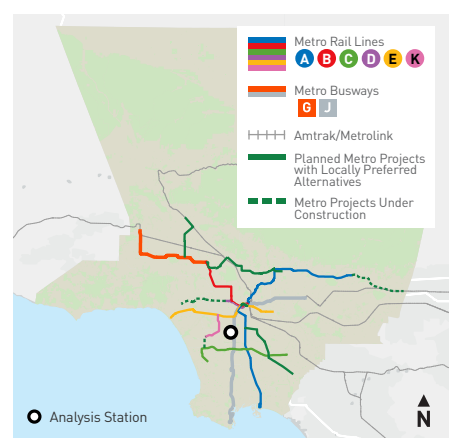 Metro Rail Lines
A B C D E K
Metro Busways
G J
Amtrak/Metrolink
Planned Metro Projects
with Locally Preferred
Alternatives
Metro Projects Under
Construction
Analysis Station
N